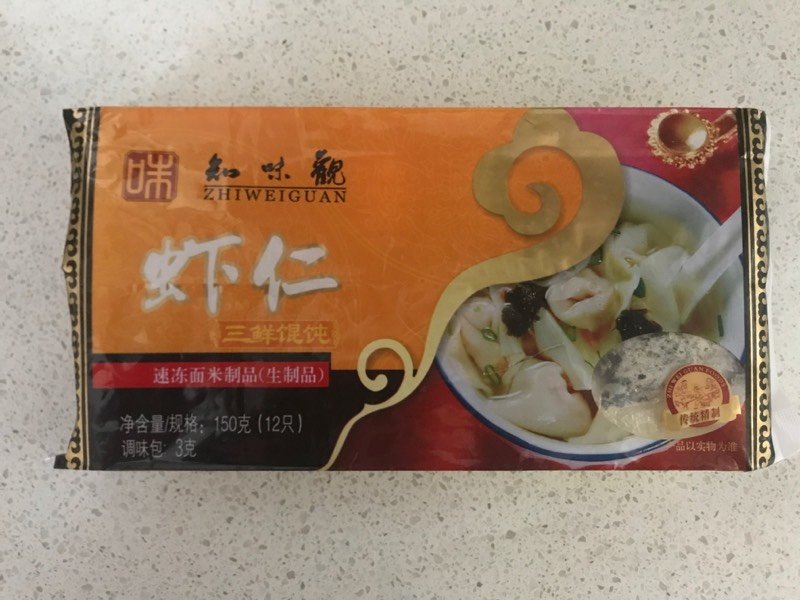 味
知味觀
ZHIWEIGUAN
虾仁
三鲜馄饨
速冻面米制品(生制品)
净含量/规格: 150克(12只)
调味包: 3克
传统精制
品以实物为准